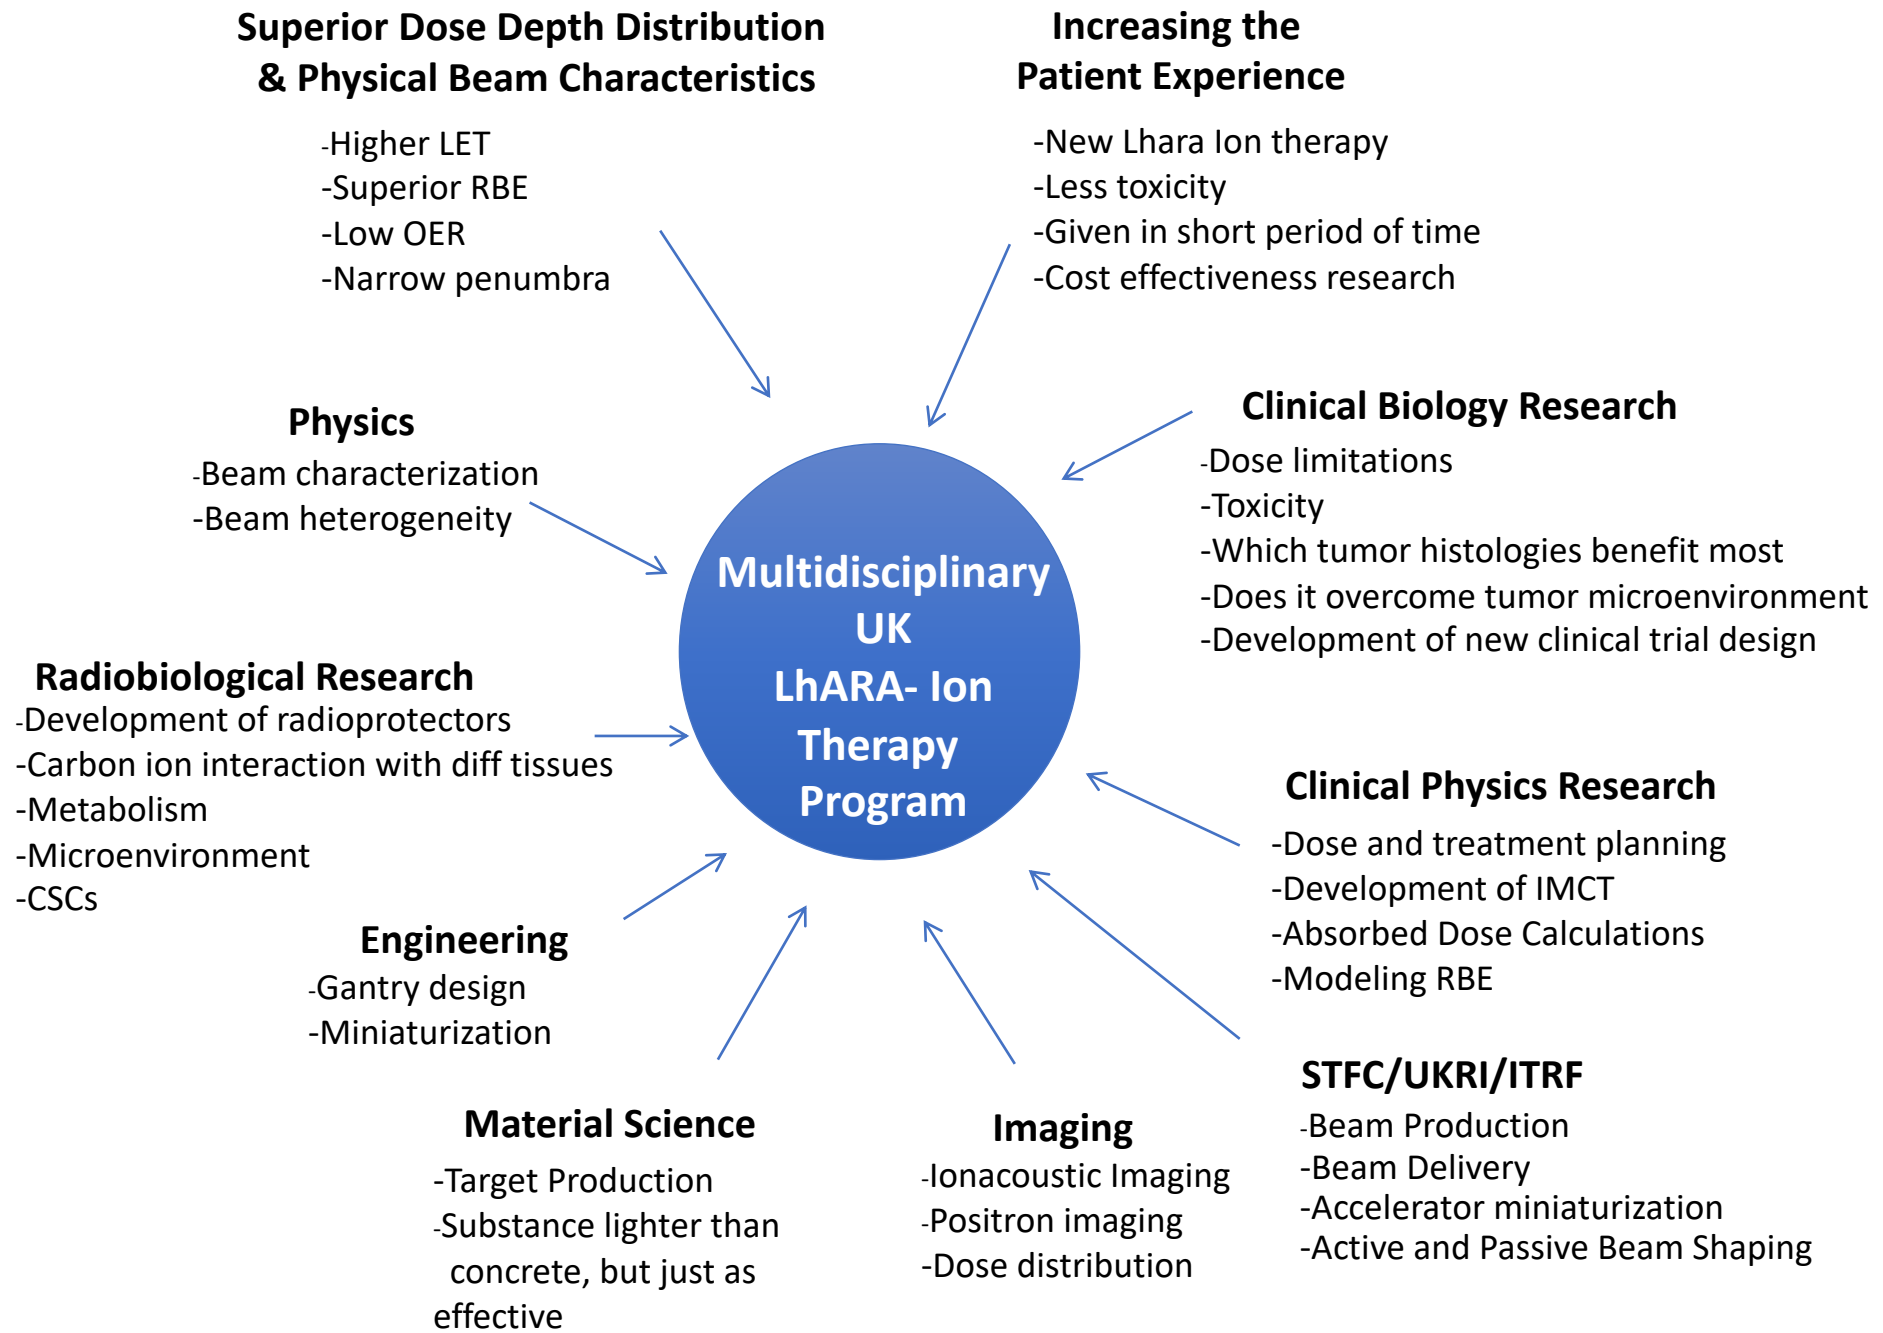 Superior Dose Depth Distribution
& Physical Beam Characteristics
-Higher LET
-Superior RBE
-Low OER
-Narrow penumbra
Increasing the
Patient Experience
-New Lhara Ion therapy
-Less toxicity
-Given in short period of time
-Cost effectiveness research
Physics
-Beam characterization
-Beam heterogeneity
Clinical Biology Research
-Dose limitations
-Toxicity
-Which tumor histologies benefit most
-Does it overcome tumor microenvironment
-Development of new clinical trial design
Multidisciplinary
UK
LhARA- Ion
Therapy
Program
Radiobiological Research
-Development of radioprotectors
-Carbon ion interaction with diff tissues
-Metabolism
-Microenvironment
-CSCs
Clinical Physics Research
-Dose and treatment planning
-Development of IMCT
-Absorbed Dose Calculations
-Modeling RBE
Engineering
-Gantry design
-Miniaturization
Material Science
-Target Production
-Substance lighter than
concrete, but just as
effective
Imaging
-Ionacoustic Imaging
-Positron imaging
-Dose distribution
STFC/UKRI/ITRF
-Beam Production
-Beam Delivery
-Accelerator miniaturization
-Active and Passive Beam Shaping